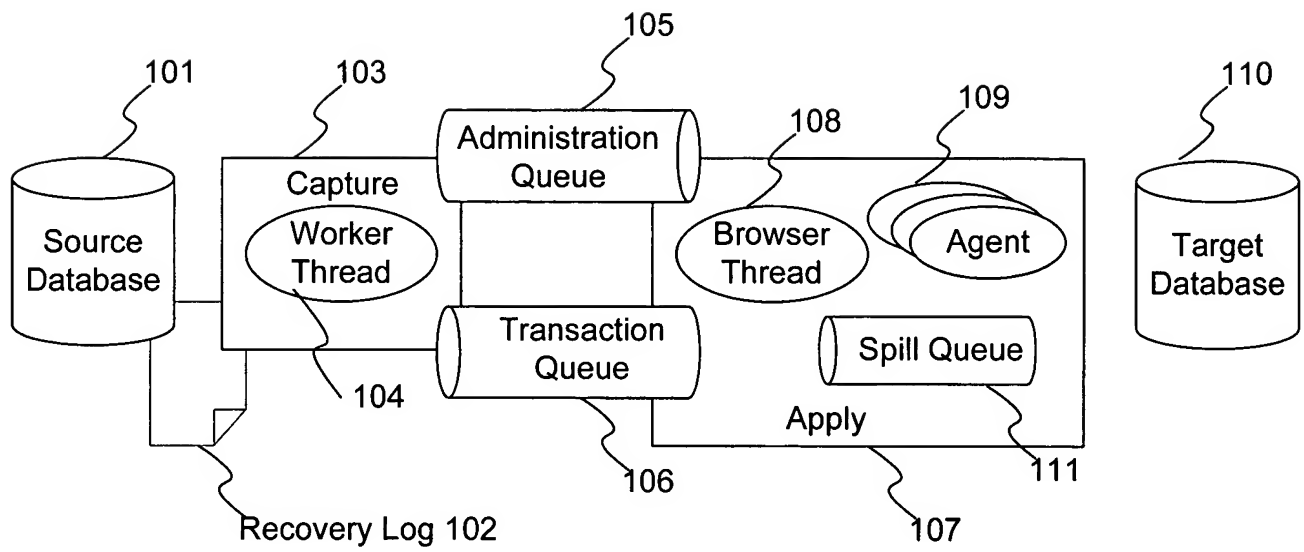 105
101
103
110
109
108
Administration
Queue
Capture
Worker
Thread
Source
Database
Browser
Thread
Agent
Target
Database
Transaction
Queue
Spill Queue
104
Apply
106
111
Recovery Log 102
107